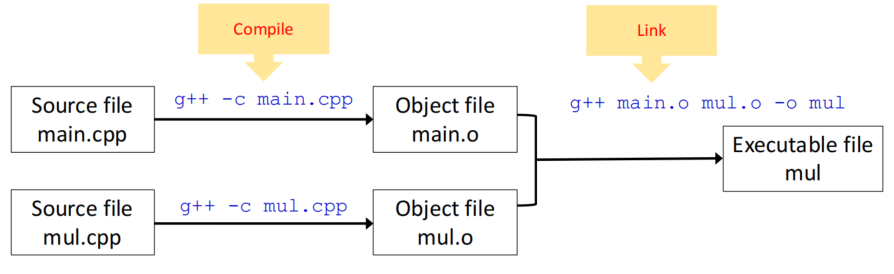 Compile
Link
g++ -c main.cpp
g++ main.o mul.o -o mul
Source file
main.cpp
Object file
main.o
Executable file
mul
g++ -c mul.cpp
Source file
mul.cpp
Object file
mul.o